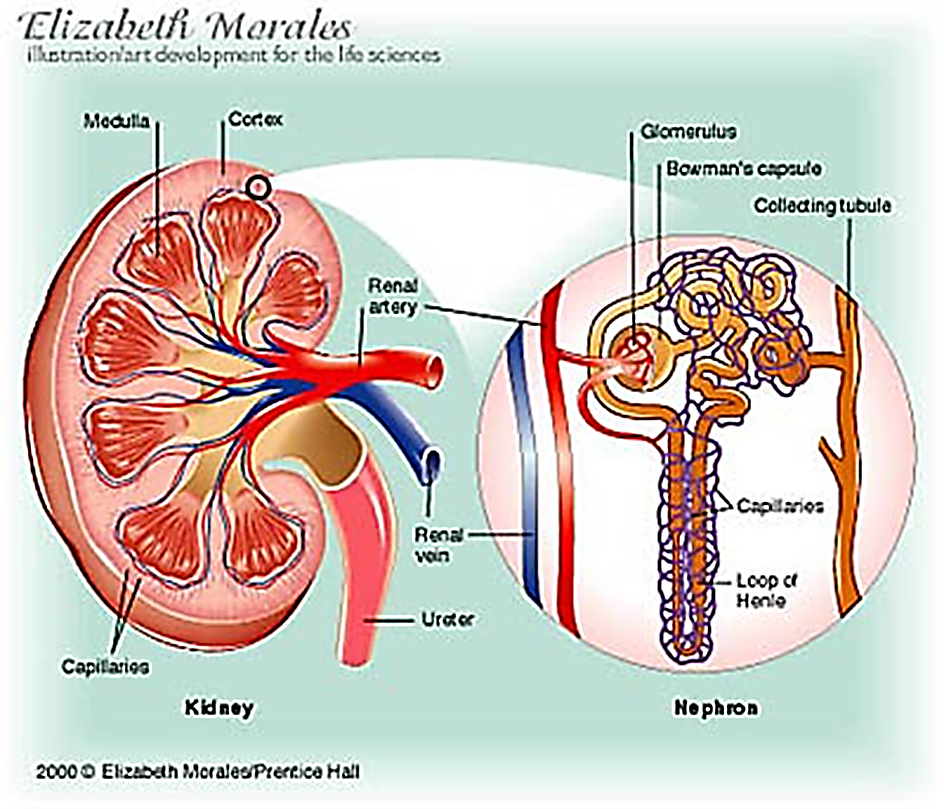 Elizabeth Morales
illustration/art development for the life sciences
Medulla
Cortex
Glomerulus
Bowman's capsule
Collecting tubule
Renal
artery
Capillaries
Renal
vein
Loop of
Henle
Ureter
Capillaries
Kidney
Nephron
2000 © Elizabeth Morales/Prentice Hall